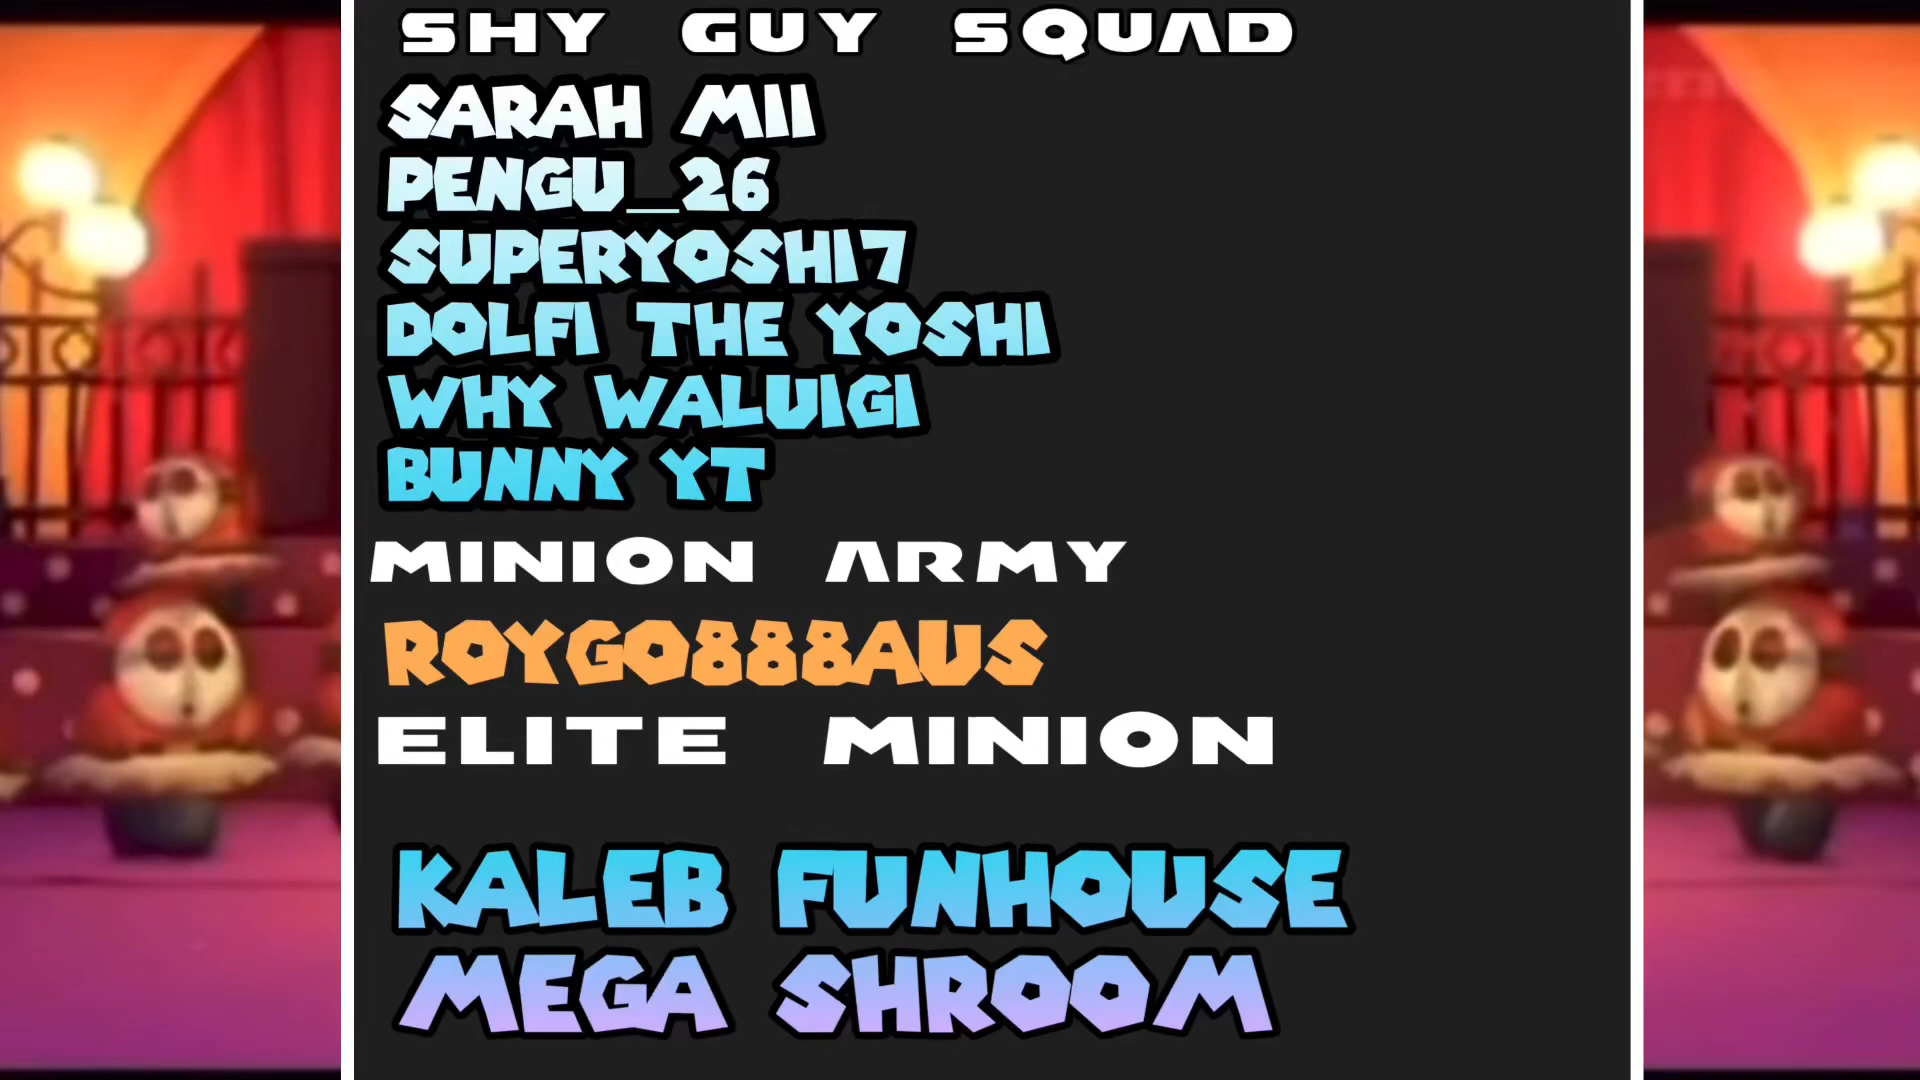 SHY GUY SQUAD
SARAH MII
PENGU_26
SUPERYOSHI7
DOLFI THE YOSHI
WHY WALUIGI
BUNNY YT
MINION ARMY
ROYGO888AUS
ELITE MINION
KALEB FUNHOUSE
MEGA SHROOM